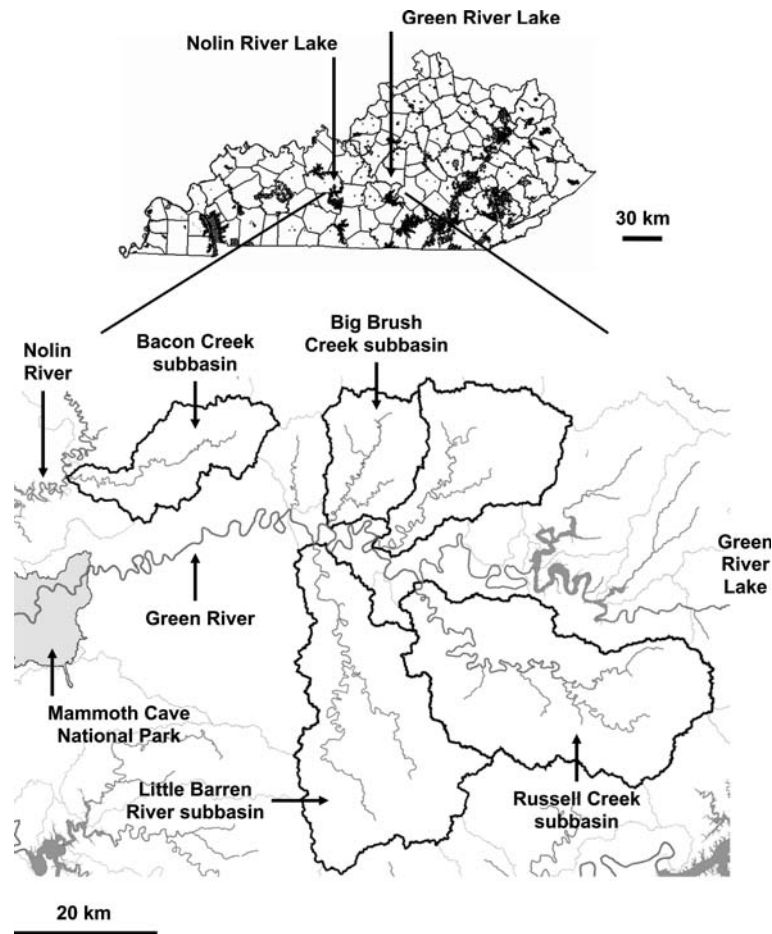 Green River Lake
Nolin River Lake
30 km
Big Brush
Creek subbasin
Bacon Creek
subbasin
Nolin
River
Green
River
Lake
Green River
Mammoth Cave
National Park
Little Barren
River subbasin
Russell Creek
subbasin
20 km